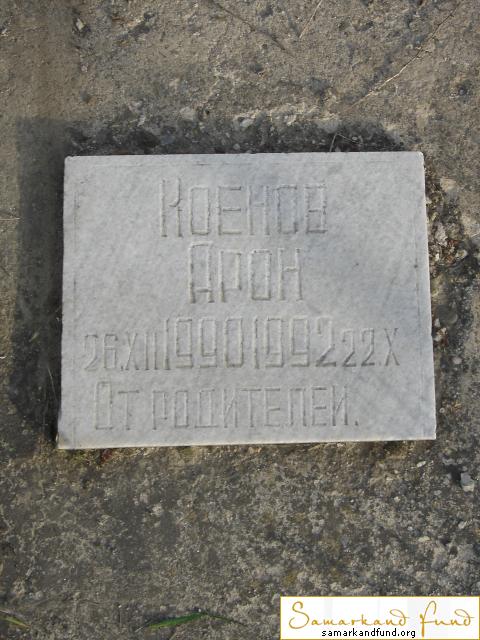 Коенов
Арон
26.XII 1990 1992 22.X
От родителей.
Samarkand Fund
samarkandfund.org